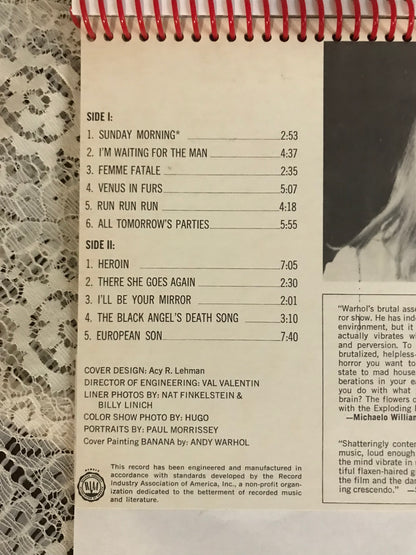 SIDE I:
1. SUNDAY MORNING* 2:53
2. I'M WAITING FOR THE MAN 4:37
3. FEMME FATALE 2:35
4. VENUS IN FURS 5:07
5. RUN RUN RUN 4:18
6. ALL TOMORROW'S PARTIES 5:55
SIDE II:
1. HEROIN 7:05
2. THERE SHE GOES AGAIN 2:30
3. I'LL BE YOUR MIRROR 2:01
4. THE BLACK ANGEL'S DEATH SONG 3:10
5. EUROPEAN SON 7:40
COVER DESIGN: Acy R. Lehman
DIRECTOR OF ENGINEERING: VAL VALENTIN
LINER PHOTOS BY: NAT FINKELSTEIN &
BILLY LINICH
COLOR SHOW PHOTO BY: HUGO
PORTRAITS BY: PAUL MORRISSEY
Cover Painting BANANA by: ANDY WARHOL
RIAA
This record has been engineered and manufactured in
accordance with standards developed by the Record
Industry Association of America, Inc., a non-profit organ-
ization dedicated to the betterment of recorded music
and literature.
"Warhol's brutal asse
ror show. He has ind
environment, but it
actually vibrates w
and perversion. To
brutalized, helpless-
horror you want to
state to mad house
berations in your ea
you do with what
brain? The flowers o
with the Exploding
—Michaelo William
"Shatteringly conte
music, loud enough
the mind vibrate in
tiful flaxen-haired g
the film and the da
ing crescendo." —